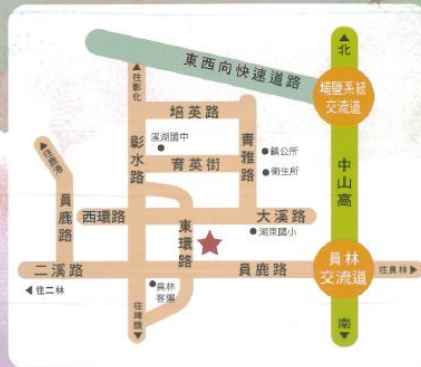 ▲北
東西向快速道路
▲往彰化
埔鹽系統
交流道
培英路
溪湖國中
青雅路
鎮公所
衛生所
彰水路
育英街
中山高
▲往鹿港
員鹿路
西環路
東環路
大溪路
湖東國小
員林
交流道
二溪路
員鹿路
往員林▶
◀往二林
員林
客運
往埤頭▼
南▼